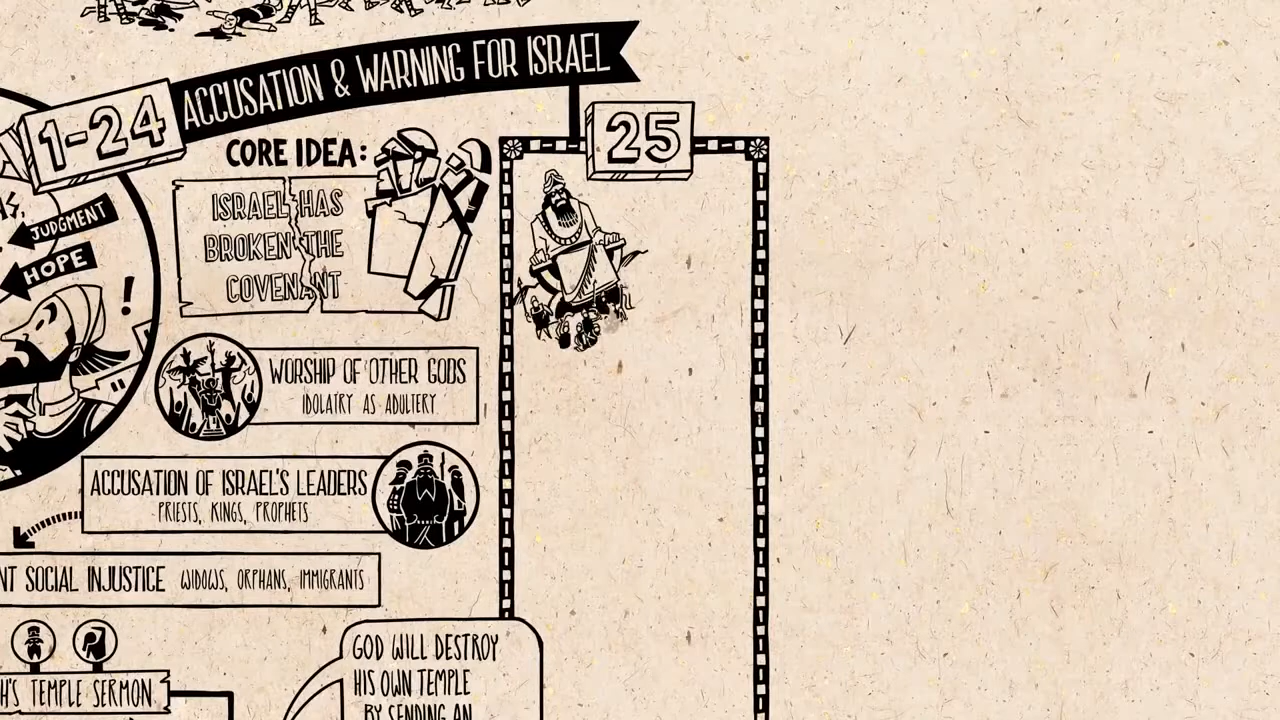 ACCUSATION & WARNING FOR ISRAEL
1-24
25
CORE IDEA:
ISRAEL HAS
BROKEN THE
COVENANT
JUDGMENT
HOPE
!
WORSHIP OF OTHER GODS
IDOLATRY AS ADULTERY
ACCUSATION OF ISRAEL'S LEADERS
PRIESTS, KINGS, PROPHETS
SOCIAL INJUSTICE WIDOWS, ORPHANS, IMMIGRANTS
TEMPLE SERMON
GOD WILL DESTROY
HIS OWN TEMPLE
BY SENDING AN